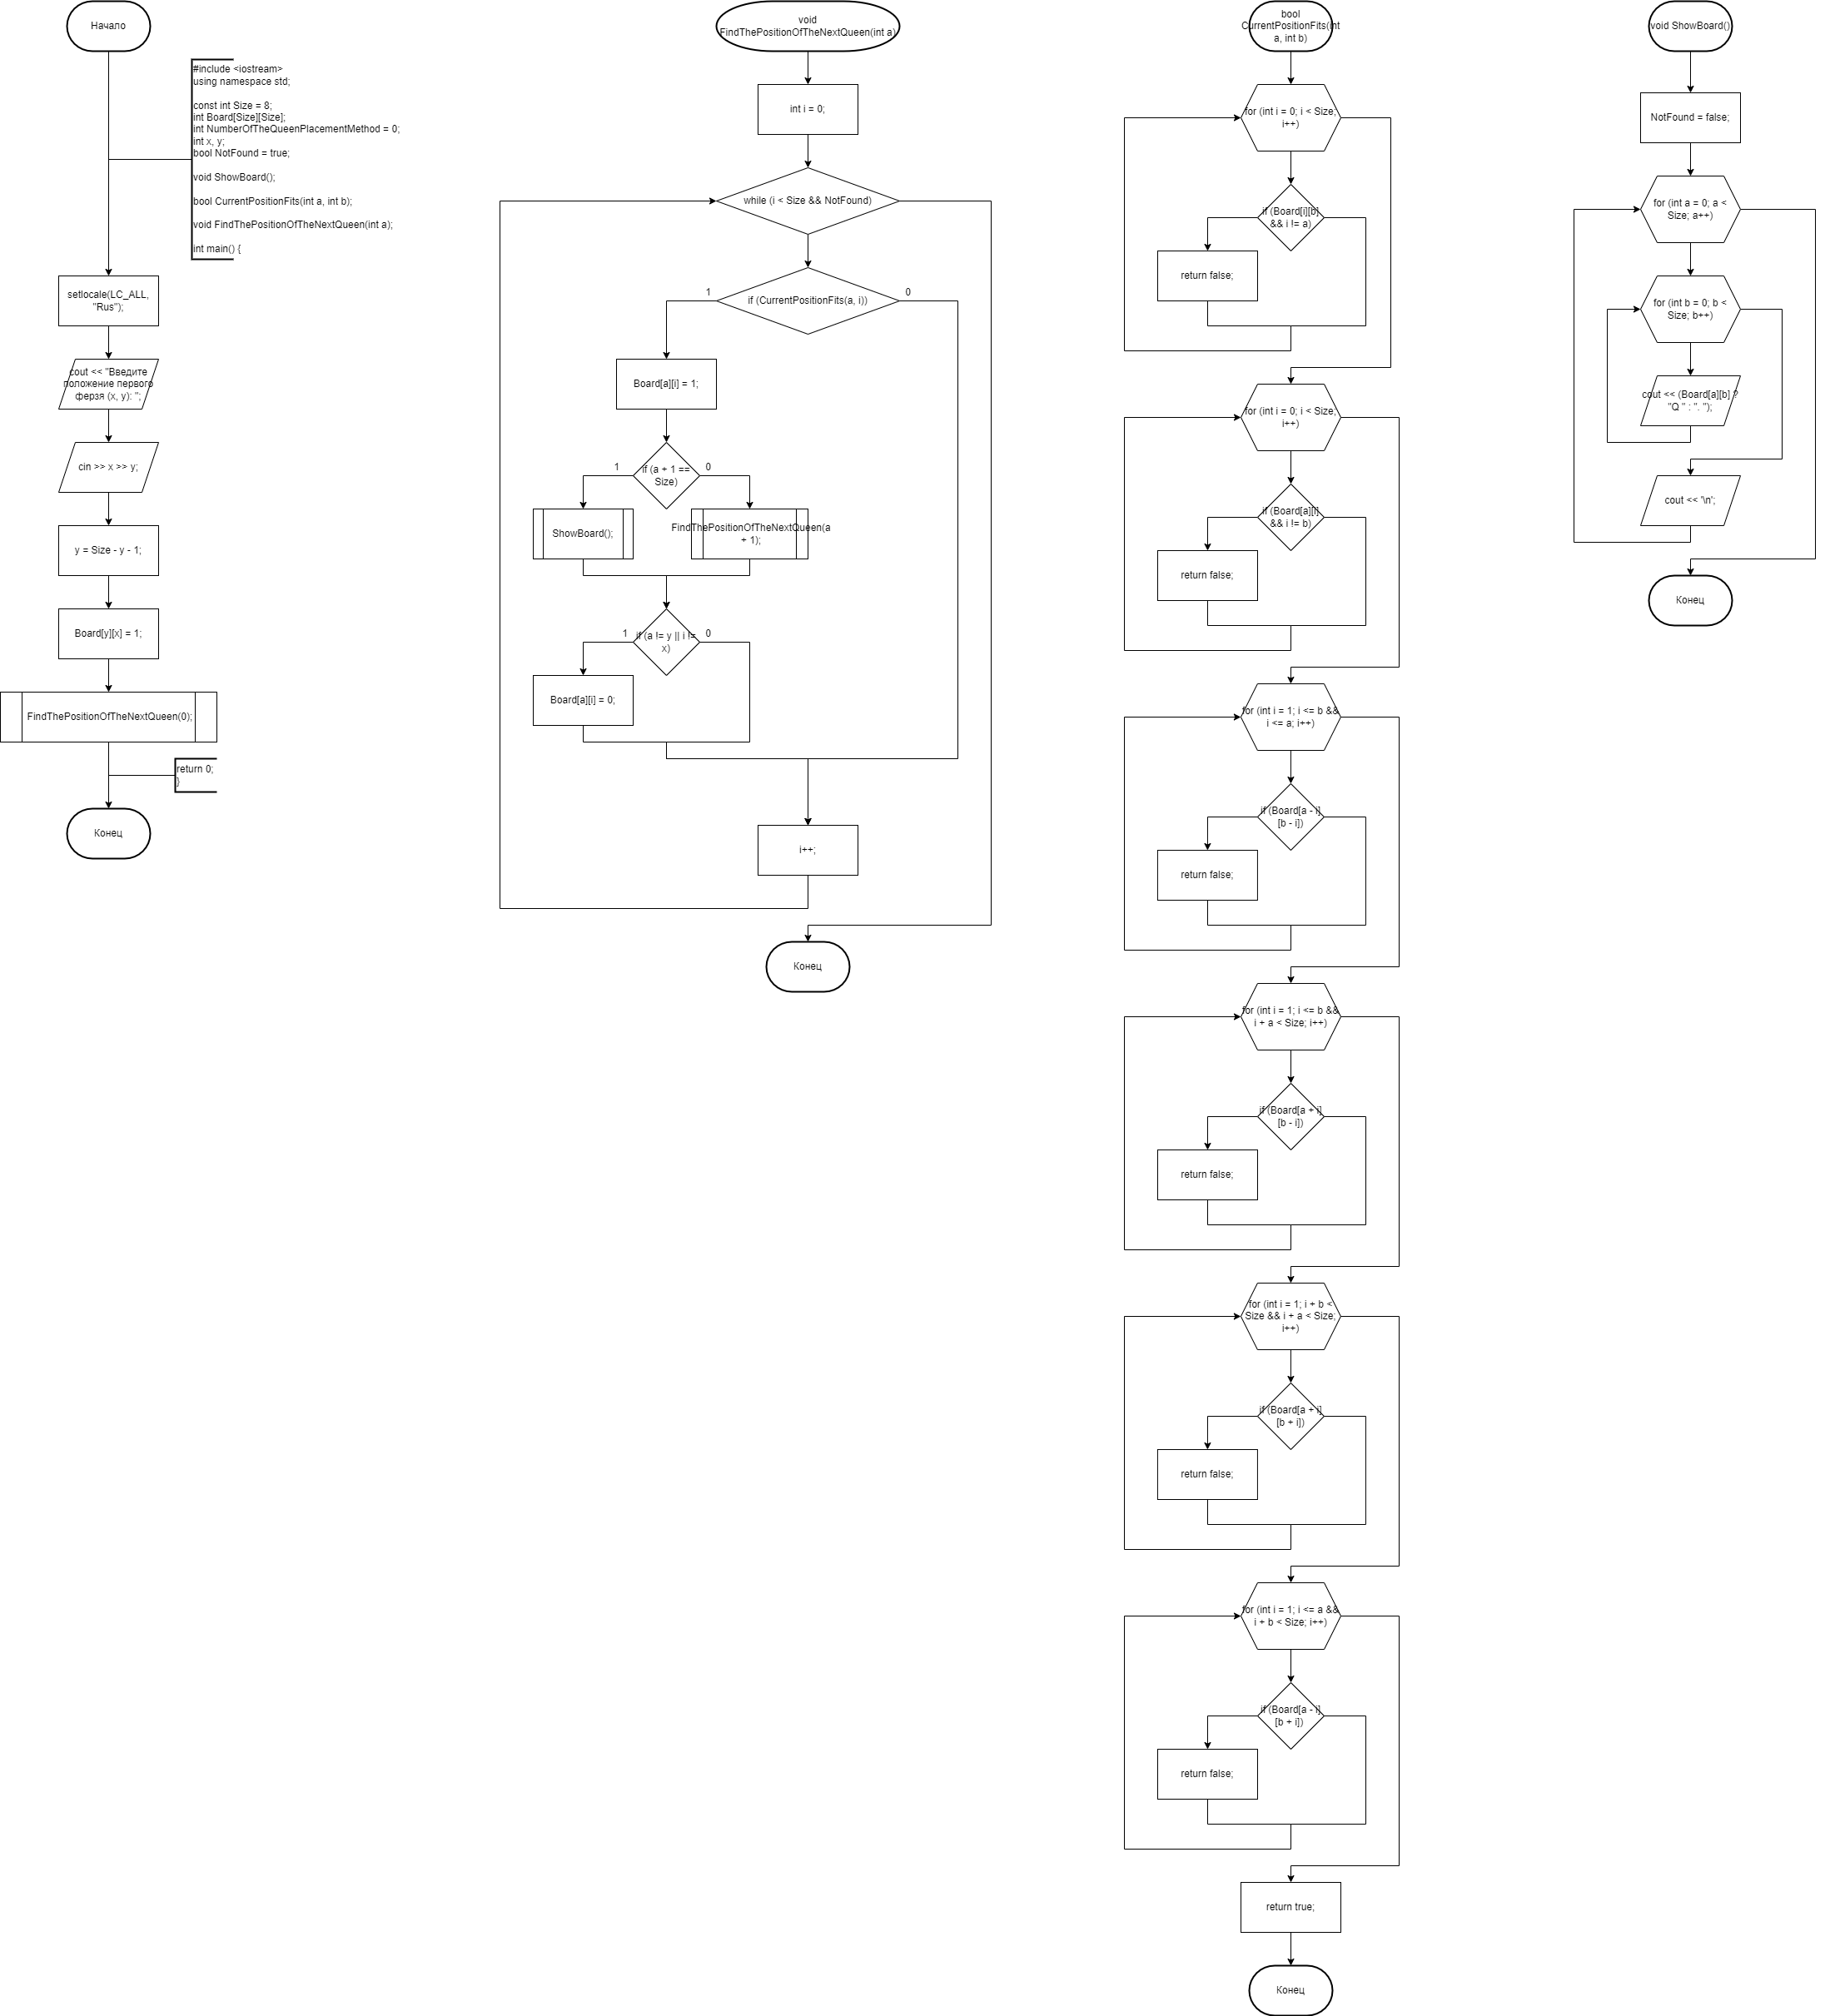 Начало
#include <iostream>
using namespace std;
const int Size = 8;
int Board[Size][Size];
int NumberOfTheQueenPlacementMethod = 0;
int x, y;
bool NotFound = true;
void ShowBoard();
bool CurrentPositionFits(int a, int b);
void FindThePositionOfTheNextQueen(int a);
int main() {
setlocale(LC_ALL,
"Rus");
cout << "Введите
положение первого
ферзя (x, y): ";
cin >> x >> y;
y = Size - y - 1;
Board[y][x] = 1;
FindThePositionOfTheNextQueen(0);
return 0;
}
Конец
void
FindThePositionOfTheNextQueen(int a)
int i = 0;
while (i < Size && NotFound)
if (CurrentPositionFits(a, i))
1
0
Board[a][i] = 1;
if (a + 1 ==
Size)
1
0
ShowBoard();
FindThePositionOfTheNextQueen(a
+ 1);
if (a != y || i !=
x)
1
0
Board[a][i] = 0;
i++;
Конец
bool
CurrentPositionFits(int
a, int b)
for (int i = 0; i < Size;
i++)
if (Board[i][b]
&& i != a)
return false;
for (int i = 0; i < Size;
i++)
if (Board[a][i]
&& i != b)
return false;
for (int i = 1; i <= b &&
i <= a; i++)
if (Board[a - i]
[b - i])
return false;
for (int i = 1; i <= b &&
i + a < Size; i++)
if (Board[a + i]
[b - i])
return false;
for (int i = 1; i + b <
Size && i + a < Size;
i++)
if (Board[a + i]
[b + i])
return false;
for (int i = 1; i <= a &&
i + b < Size; i++)
if (Board[a - i]
[b + i])
return false;
return true;
Конец
void ShowBoard()
NotFound = false;
for (int a = 0; a <
Size; a++)
for (int b = 0; b <
Size; b++)
cout << (Board[a][b] ?
"Q " : ". ");
cout << '\n';
Конец